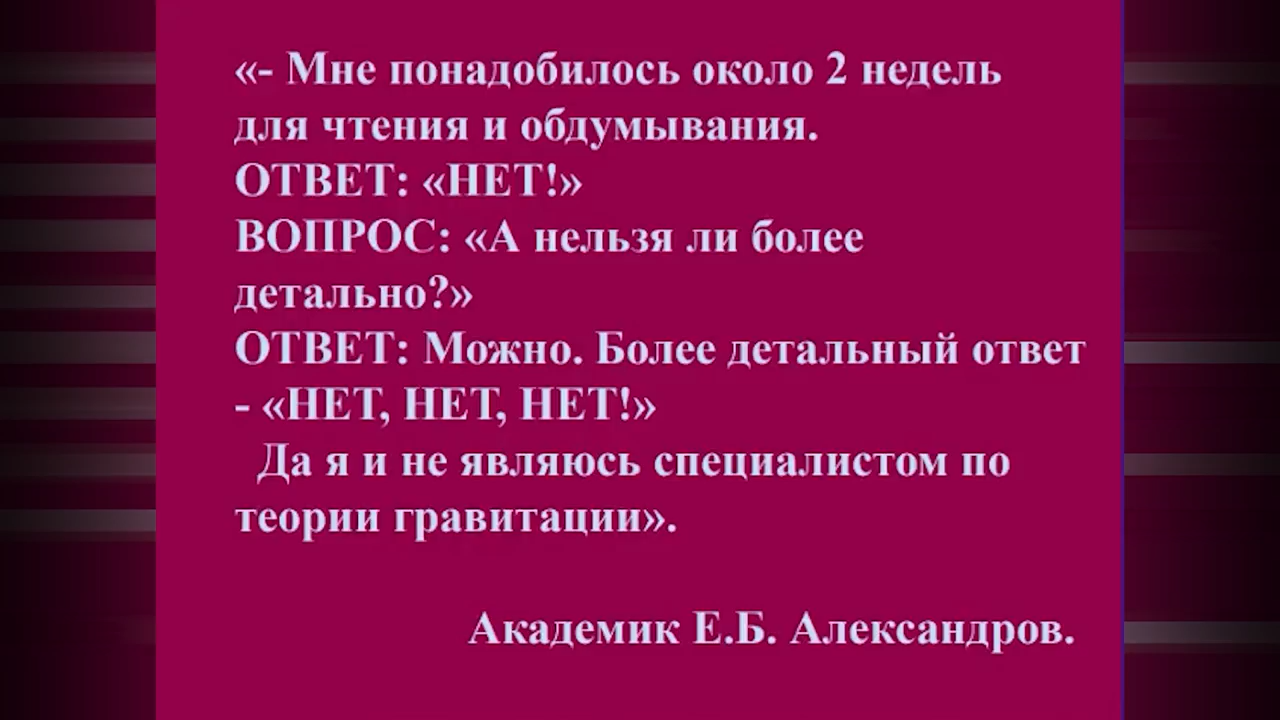 «- Мне понадобилось около 2 недель
для чтения и обдумывания.
ОТВЕТ: «НЕТ!»
ВОПРОС: «А нельзя ли более
детально?»
ОТВЕТ: Можно. Более детальный ответ
- «НЕТ, НЕТ, НЕТ!»
Да я и не являюсь специалистом по
теории гравитации».
Академик Е.Б. Александров.